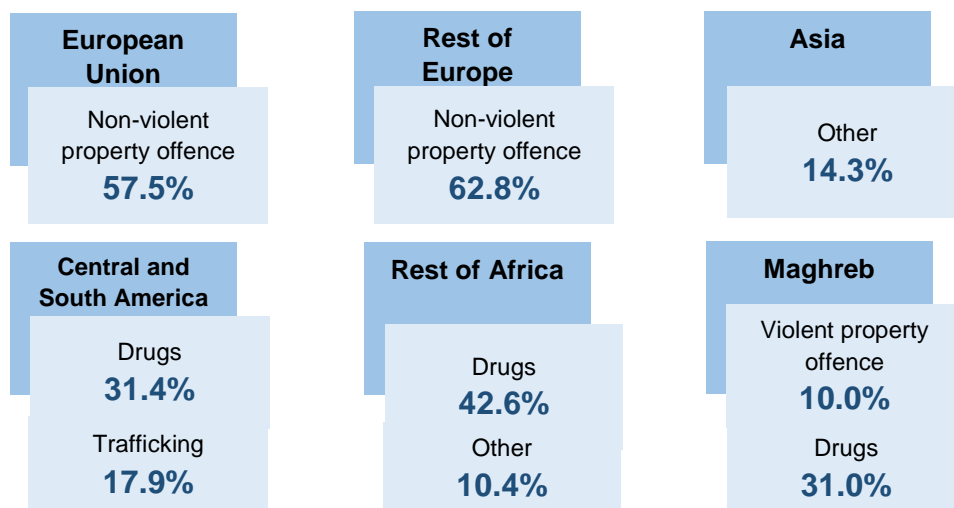 European
Union
Non-violent
property offence
57.5%
Rest of
Europe
Non-violent
property offence
62.8%
Asia
Other
14.3%
Central and
South America
Drugs
31.4%
Trafficking
17.9%
Rest of Africa
Drugs
42.6%
Other
10.4%
Maghreb
Violent property
offence
10.0%
Drugs
31.0%